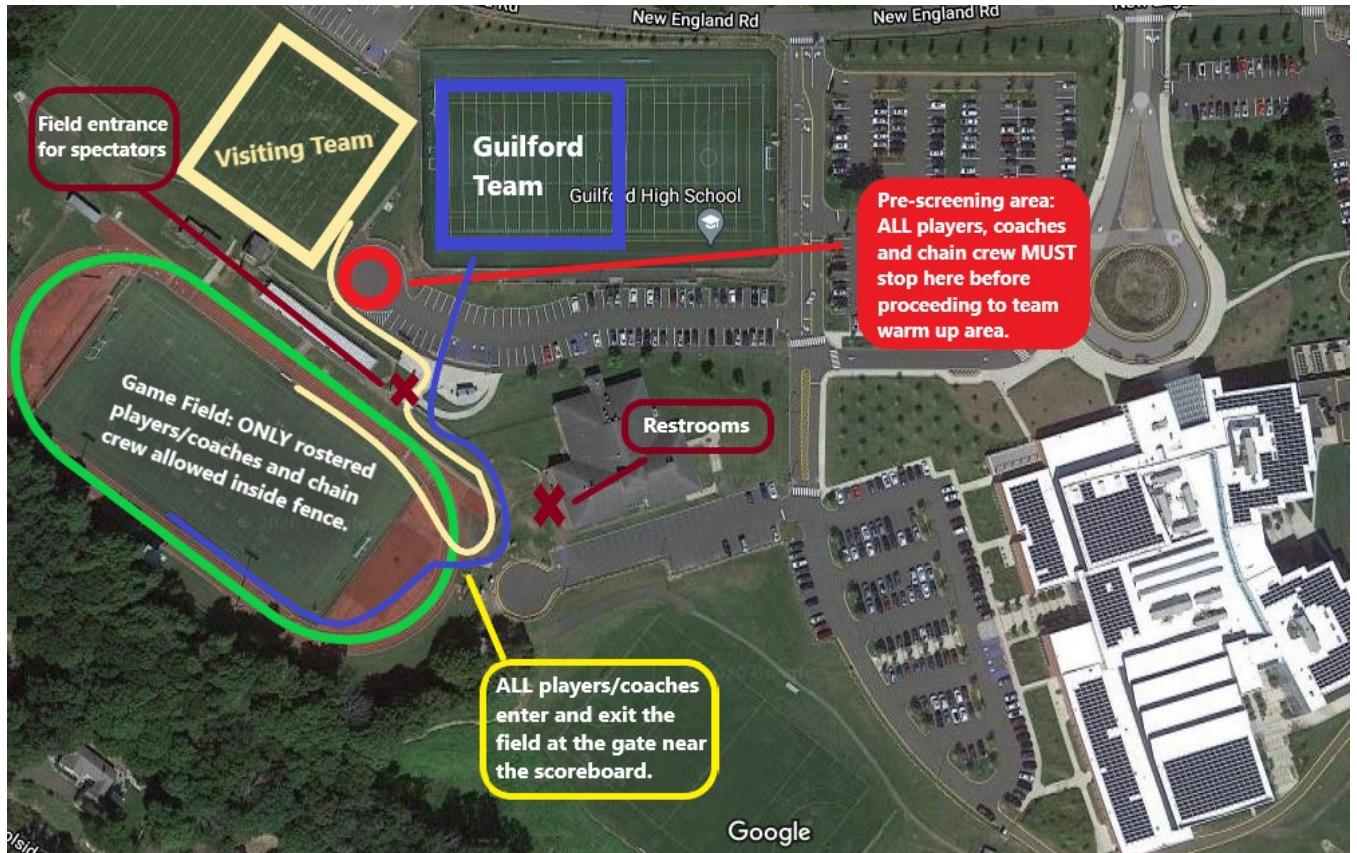 New England Rd
New England Rd
Field entrance
for spectators
Visiting Team
Guilford
Team
Guilford High School
Pre-screening area:
ALL players, coaches
and chain crew MUST
stop here before
proceeding to team
warm up area.
Game Field: ONLY rostered
players/coaches and chain
crew allowed inside fence.
Restrooms
ALL players/coaches
enter and exit the
field at the gate near
the scoreboard.
Google